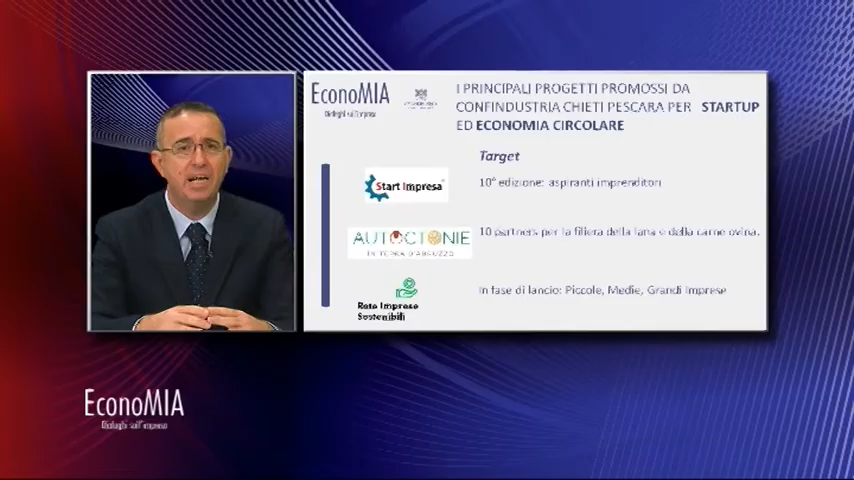 EconoMIA
Dialoghi sull'impresa
I PRINCIPALI PROGETTI PROMOSSI DA
CONFINDUSTRIA CHIETI PESCARA PER STARTUP
ED ECONOMIA CIRCOLARE
Target
Start Impresa
10° edizione: aspiranti imprenditori
AUTOCTONIE
IN TERRA D'ABRUZZO
10 partners per la filiera della lana e della carne ovina.
Rete Imprese
Sostenibili
In fase di lancio: Piccole, Medie, Grandi Imprese
EconoMIA
Dialoghi sull'impresa